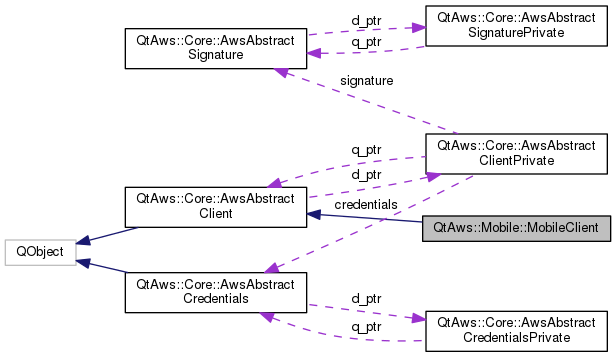 QtAws::Core::AwsAbstract
Signature
d_ptr
q_ptr
QtAws::Core::AwsAbstract
SignaturePrivate
signature
QtAws::Core::AwsAbstract
ClientPrivate
q_ptr
d_ptr
QtAws::Core::AwsAbstract
Client
credentials
QtAws::Mobile::MobileClient
QObject
QtAws::Core::AwsAbstract
Credentials
d_ptr
q_ptr
QtAws::Core::AwsAbstract
CredentialsPrivate